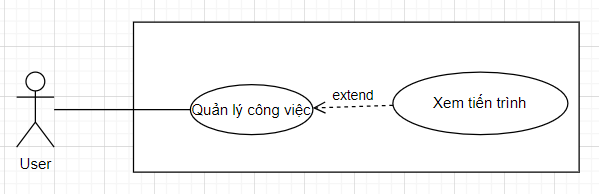 extend
Xem tiến trình
Quản lý công việc
User